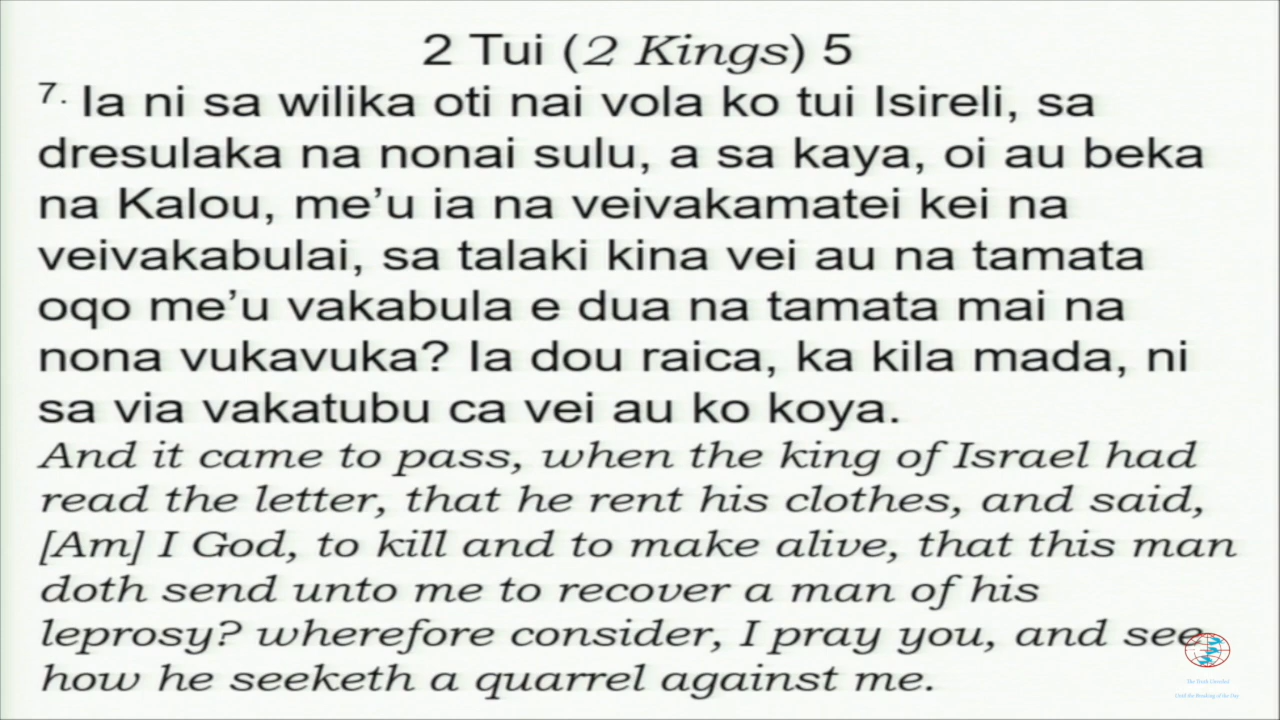 2 Tui (2 Kings) 5
7. Ia ni sa wilika oti nai vola ko tui Isireli, sa
dresulaka na nonai sulu, a sa kaya, oi au beka
na Kalou, me’u ia na veivakamatei kei na
veivakabulai, sa talaki kina vei au na tamata
oqo me’u vakabula e dua na tamata mai na
nona vukavuka? Ia dou raica, ka kila mada, ni
sa via vakatubu ca vei au ko koya.
And it came to pass, when the king of Israel had
read the letter, that he rent his clothes, and said,
[Am] I God, to kill and to make alive, that this man
doth send unto me to recover a man of his
leprosy? wherefore consider, I pray you, and see
how he seeketh a quarrel against me.